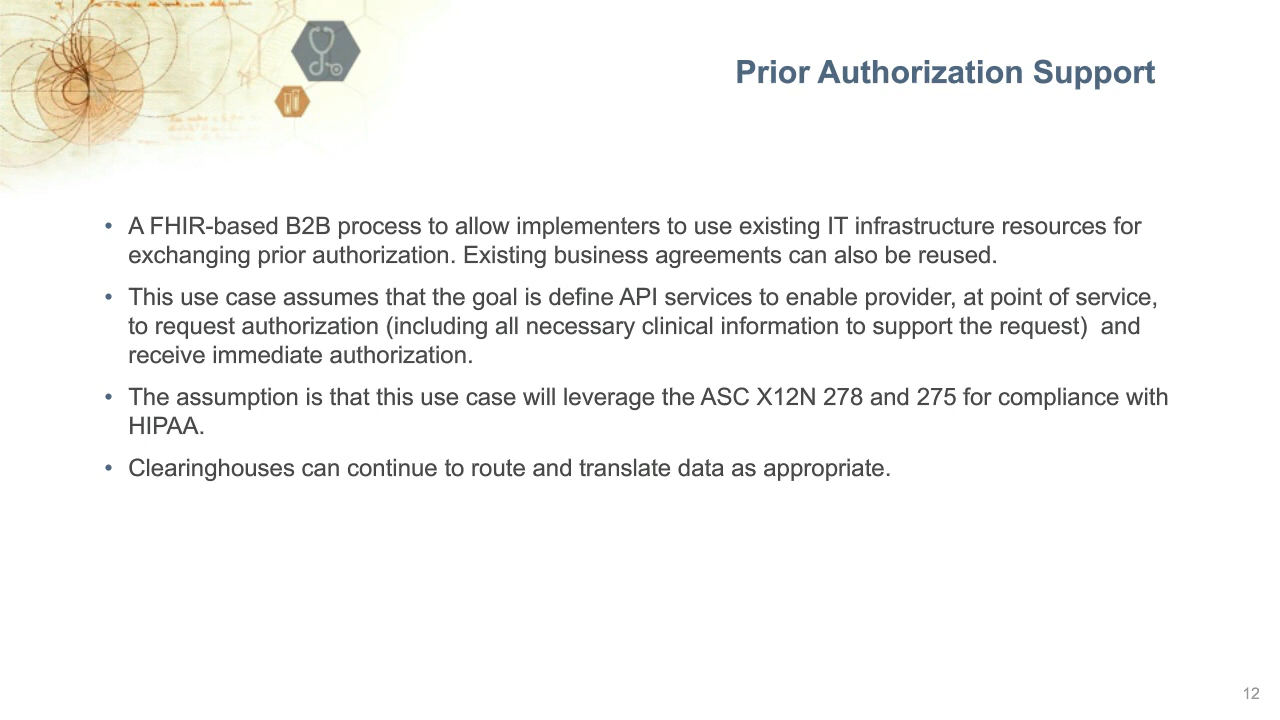 Prior Authorization Support
• A FHIR-based B2B process to allow implementers to use existing IT infrastructure resources for
exchanging prior authorization. Existing business agreements can also be reused.
• This use case assumes that the goal is define API services to enable provider, at point of service,
to request authorization (including all necessary clinical information to support the request)  and
receive immediate authorization.
• The assumption is that this use case will leverage the ASC X12N 278 and 275 for compliance with
HIPAA.
• Clearinghouses can continue to route and translate data as appropriate.
12